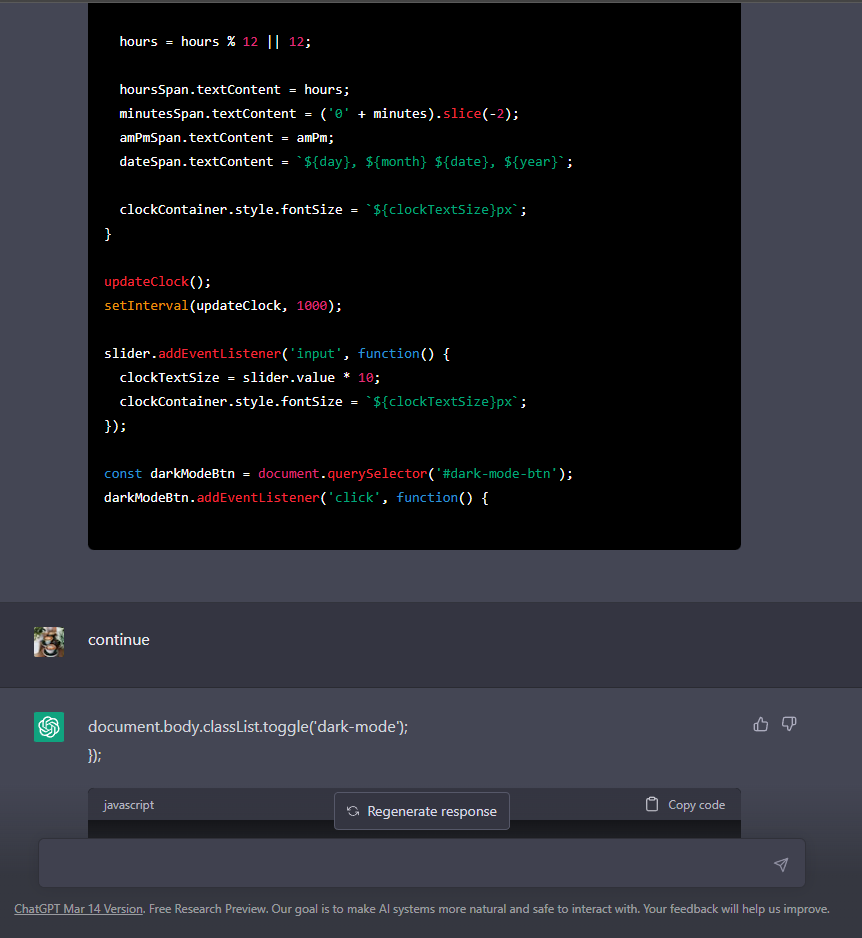 hours = hours % 12 || 12;
hoursSpan.textContent = hours;
minutesSpan.textContent = ('0' + minutes).slice(-2);
amPmSpan.textContent = amPm;
dateSpan.textContent = `${day}, ${month} ${date}, ${year}`;
clockContainer.style.fontSize = `${clockTextSize}px`;
}
updateClock();
setInterval(updateClock, 1000);
slider.addEventListener('input', function() {
clockTextSize = slider.value * 10;
clockContainer.style.fontSize = `${clockTextSize}px`;
});
const darkModeBtn = document.querySelector('#dark-mode-btn');
darkModeBtn.addEventListener('click', function() {
continue
document.body.classList.toggle('dark-mode');
});
javascript
Copy code
Regenerate response
ChatGPT Mar 14 Version. Free Research Preview. Our goal is to make AI systems more natural and safe to interact with. Your feedback will help us improve.